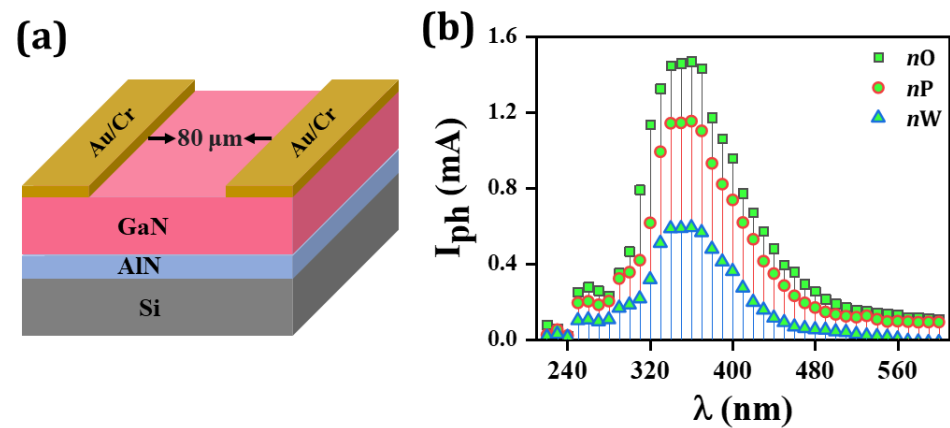 (a)
Au/Cr
80 μm
Au/Cr
GaN
AlN
Si
(b)
1.6
1.2
0.8
0.4
0.0
I_ph (mA)
nO
nP
nW
240 320 400 480 560
λ (nm)